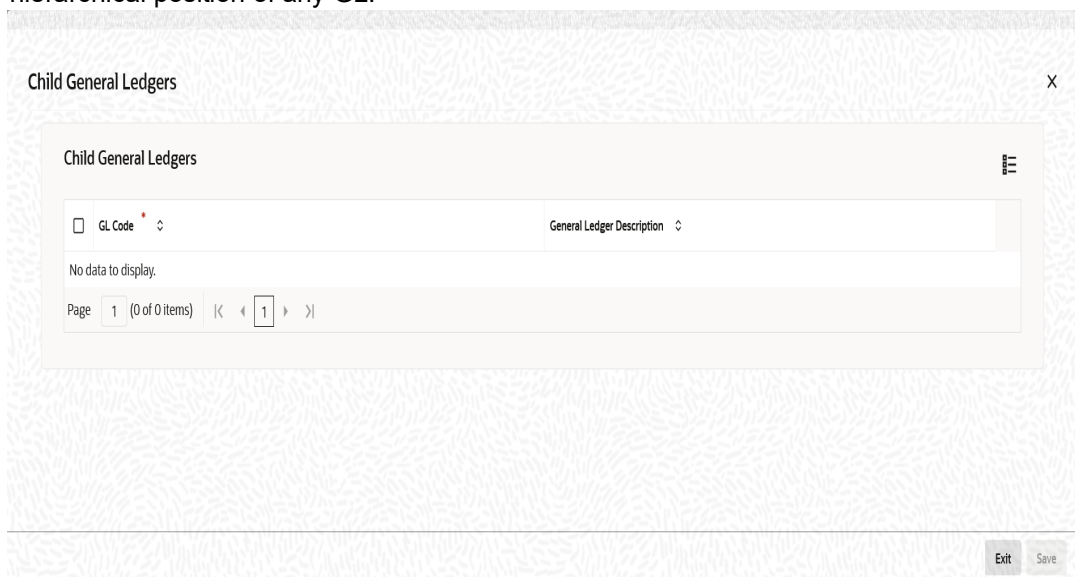 hierarchical position of any GL.
Child General Ledgers X
Child General Ledgers
GL Code * General Ledger Description
No data to display.
Page 1 (0 of 0 items) 1
Exit Save